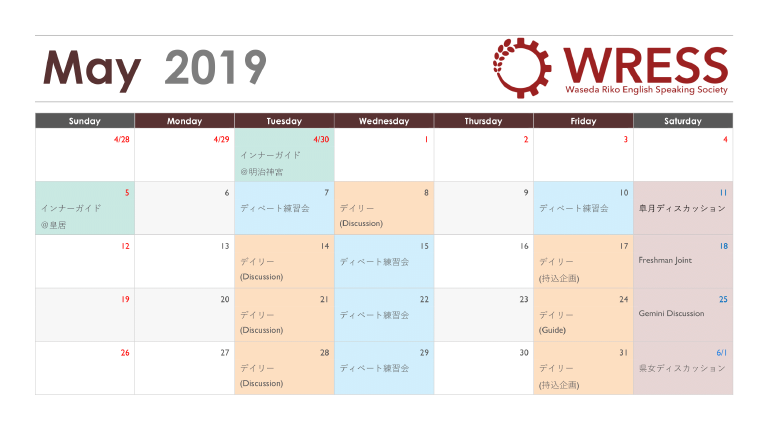 May 2019
WRESS
Waseda Riko English Speaking Society
Sunday Monday Tuesday Wednesday Thursday Friday Saturday
4/28 4/29 4/30 1 2 3 4
インナーガイド
@明治神宮
5 6 7 8 9 10 11
インナーガイド ディベート練習会 デイリー ディベート練習会 皐月ディスカッション
@皇居 (Discussion)
12 13 14 15 16 17 18
デイリー ディベート練習会 デイリー Freshman Joint
(Discussion) (持込企画)
19 20 21 22 23 24 25
デイリー ディベート練習会 デイリー Gemini Discussion
(Discussion) (Guide)
26 27 28 29 30 31 6/1
デイリー ディベート練習会 デイリー 早女ディスカッション
(Discussion) (持込企画)